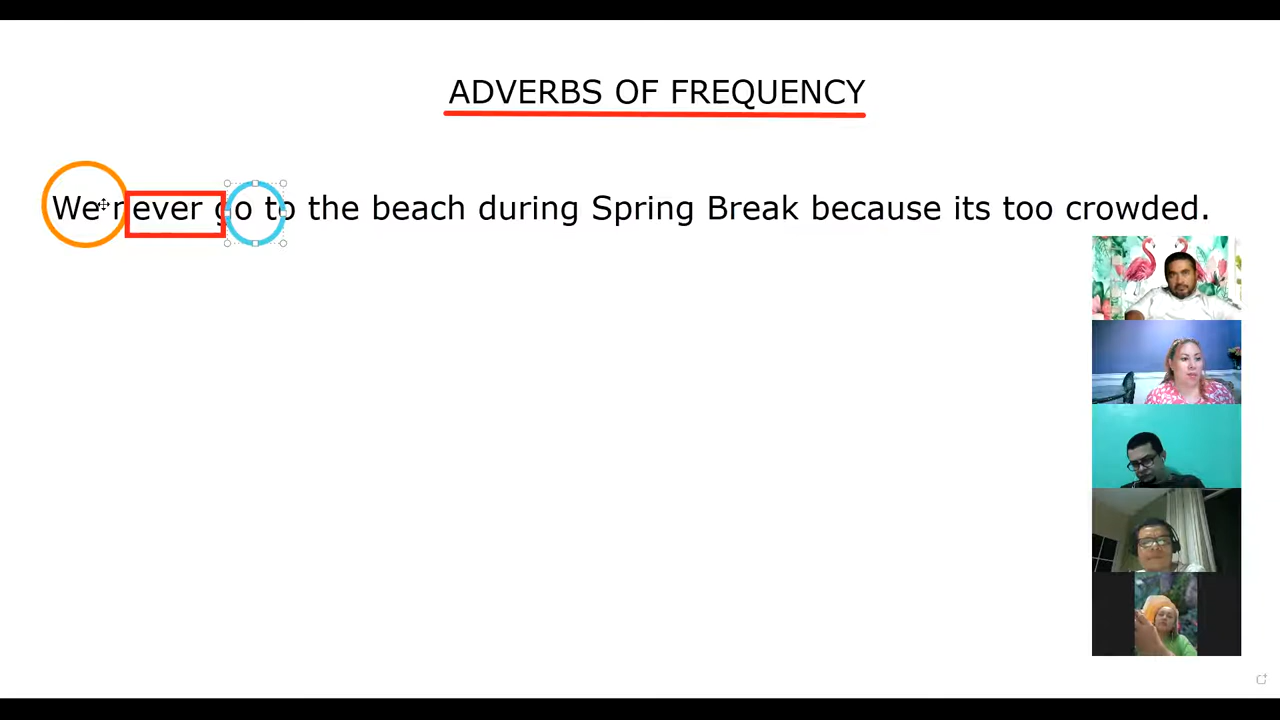 ADVERBS OF FREQUENCY
We never go to the beach during Spring Break because its too crowded.